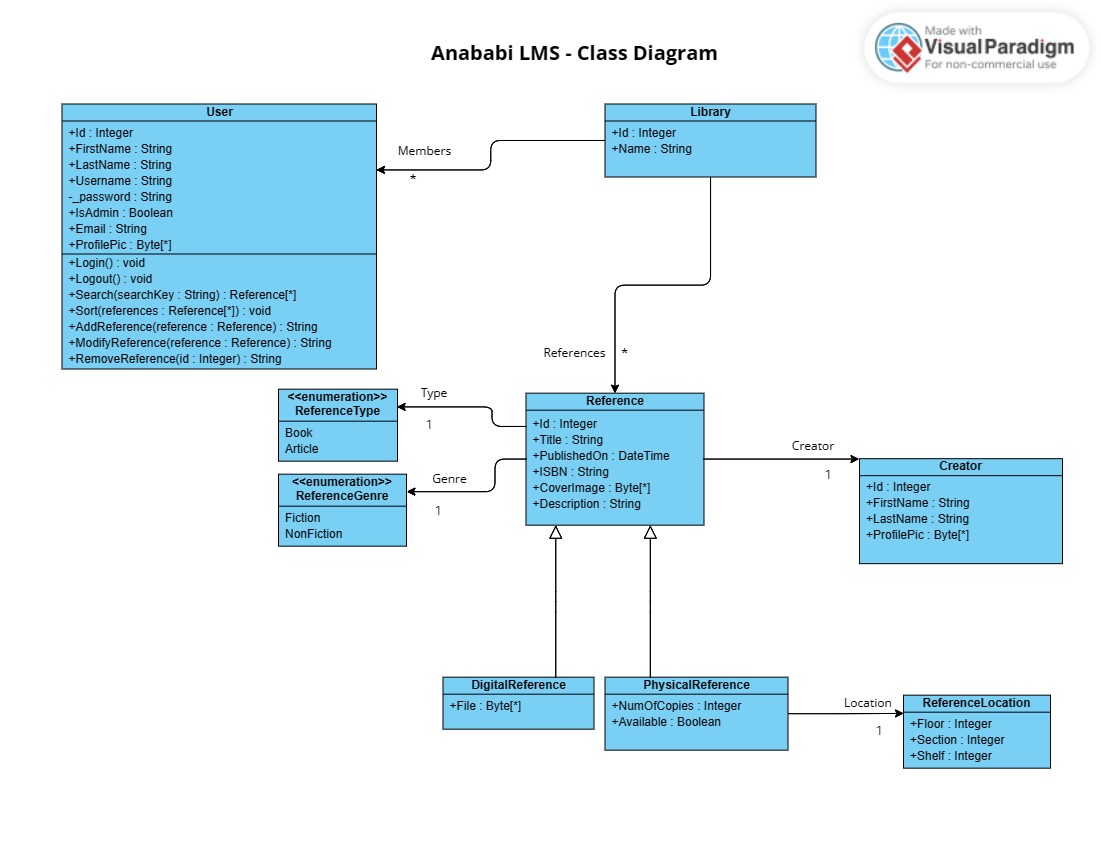 Anababi LMS - Class Diagram
Made with
VisualParadigm
For non-commercial use
User
+Id : Integer
+FirstName : String
+LastName : String
+Username : String
-_password : String
+IsAdmin : Boolean
+Email : String
+ProfilePic : Byte[*]
+Login() : void
+Logout() : void
+Search(searchKey : String) : Reference[*]
+Sort(references : Reference[*]) : void
+AddReference(reference : Reference) : String
+ModifyReference(reference : Reference) : String
+RemoveReference(id : Integer) : String
Members
*
Library
+Id : Integer
+Name : String
References
*
<<enumeration>>
ReferenceType
Book
Article
Type
1
<<enumeration>>
ReferenceGenre
Fiction
NonFiction
Genre
1
Reference
+Id : Integer
+Title : String
+PublishedOn : DateTime
+ISBN : String
+CoverImage : Byte[*]
+Description : String
Creator
1
Creator
+Id : Integer
+FirstName : String
+LastName : String
+ProfilePic : Byte[*]
DigitalReference
+File : Byte[*]
PhysicalReference
+NumOfCopies : Integer
+Available : Boolean
Location
1
ReferenceLocation
+Floor : Integer
+Section : Integer
+Shelf : Integer